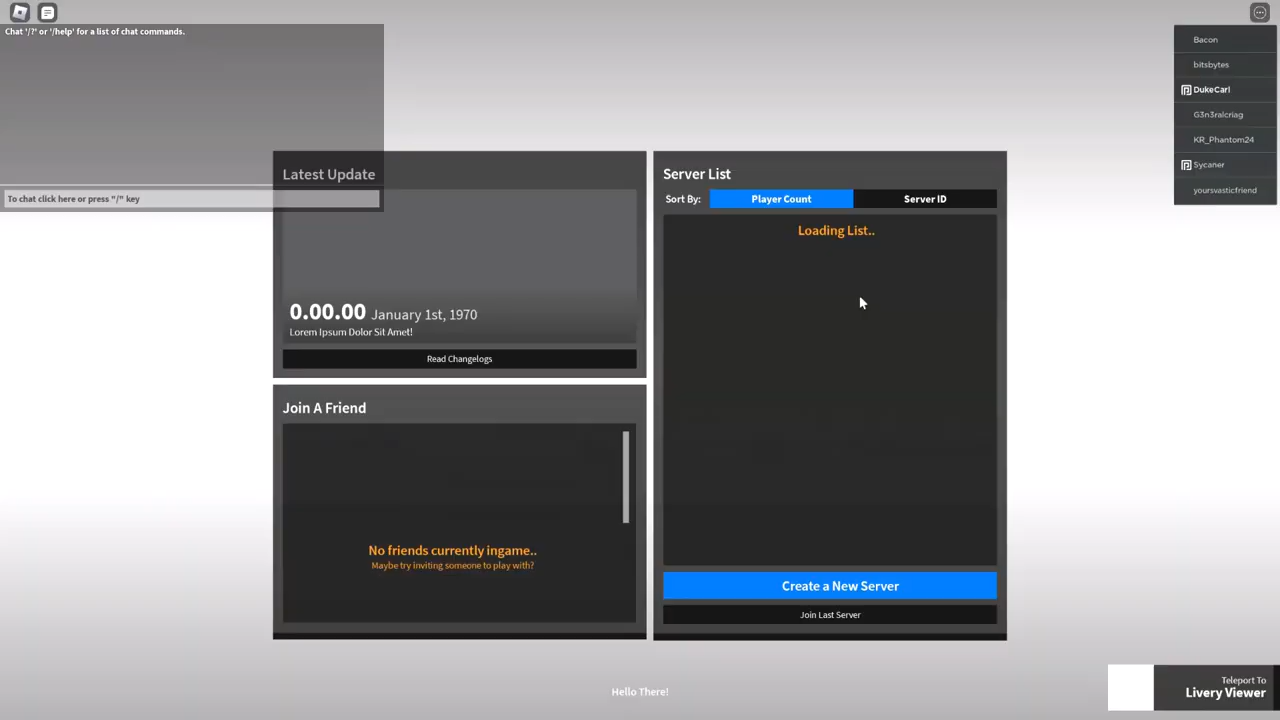 Chat '/?' or '/help' for a list of chat commands.
To chat click here or press "/" key
Latest Update
0.00.00 January 1st, 1970
Lorem Ipsum Dolor Sit Amet!
Read Changelogs
Join A Friend
No friends currently ingame..
Maybe try inviting someone to play with?
Server List
Sort By: Player Count Server ID
Loading List..
Create a New Server
Join Last Server
Bacon
bitsbytes
DukeCarl
G3n3ralcriag
KR_Phantom24
Sycaner
yoursvasticfriend
Hello There!
Teleport To
Livery Viewer